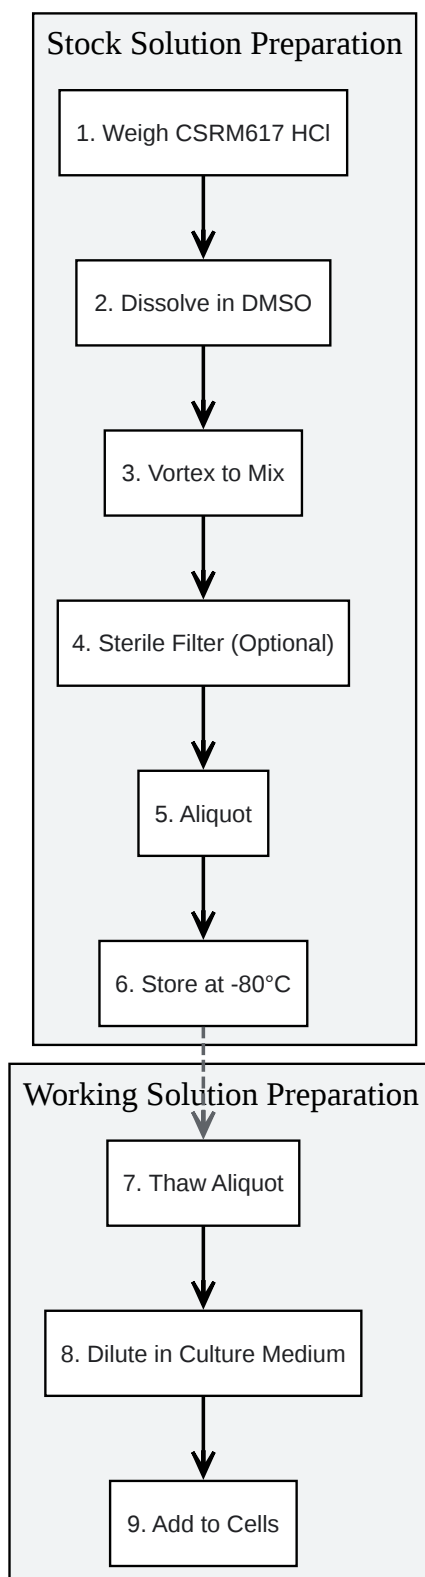 Stock Solution Preparation
1. Weigh CSRM617 HCl
2. Dissolve in DMSO
3. Vortex to Mix
4. Sterile Filter (Optional)
5. Aliquot
6. Store at -80°C
Working Solution Preparation
7. Thaw Aliquot
8. Dilute in Culture Medium
9. Add to Cells